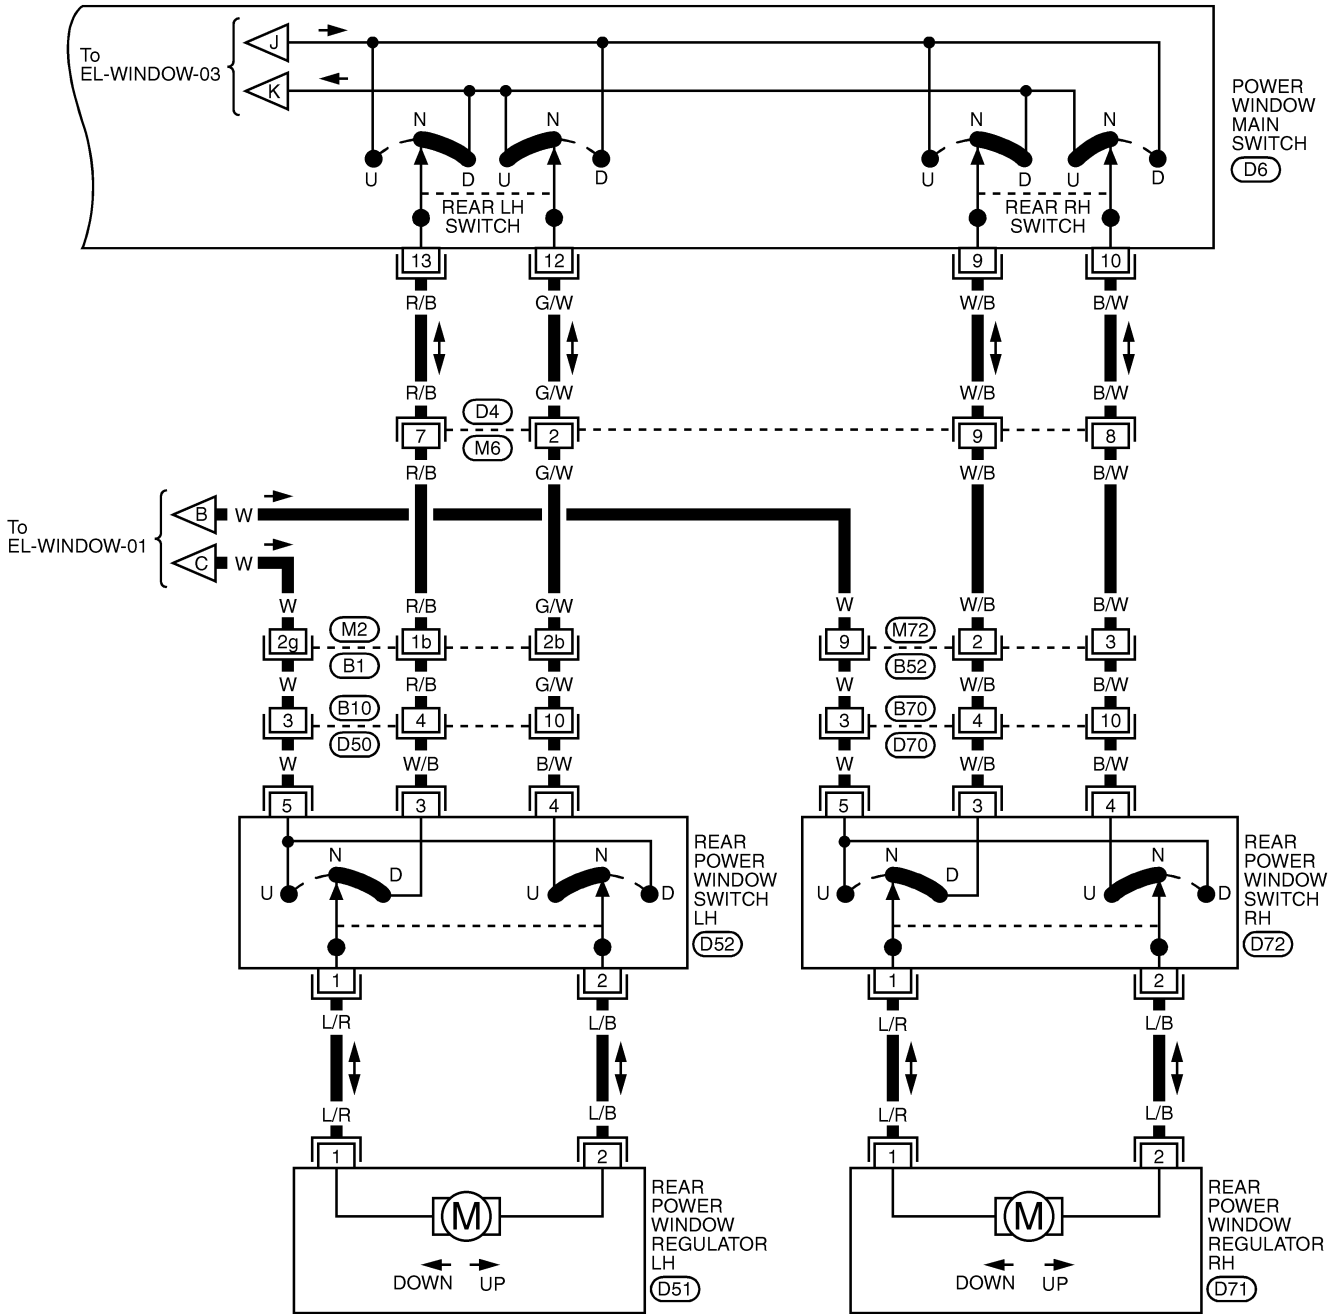 To
EL-WINDOW-03
J
K
N N N N
U D U D U D U D
REAR LH
SWITCH
REAR RH
SWITCH
POWER
WINDOW
MAIN
SWITCH
D6
13 12 9 10
R/B G/W W/B B/W
R/B G/W W/B B/W
D4
7 2 9 8
M6
R/B G/W W/B B/W
To
EL-WINDOW-01
B W
C W
W R/B G/W W W/B B/W
M2 M72
2g 1b 2b 9 2 3
B1 B52
W R/B G/W W W/B B/W
B10 B70
3 4 10 3 4 10
D50 D70
W W/B B/W W W/B B/W
5 3 4 5 3 4
N D N
U U D
REAR
POWER
WINDOW
SWITCH
LH
D52
N D N
U U D
REAR
POWER
WINDOW
SWITCH
RH
D72
1 2 1 2
L/R L/B L/R L/B
L/R L/B L/R L/B
1 2 1 2
M
DOWN UP
REAR
POWER
WINDOW
REGULATOR
LH
D51
M
DOWN UP
REAR
POWER
WINDOW
REGULATOR
RH
D71